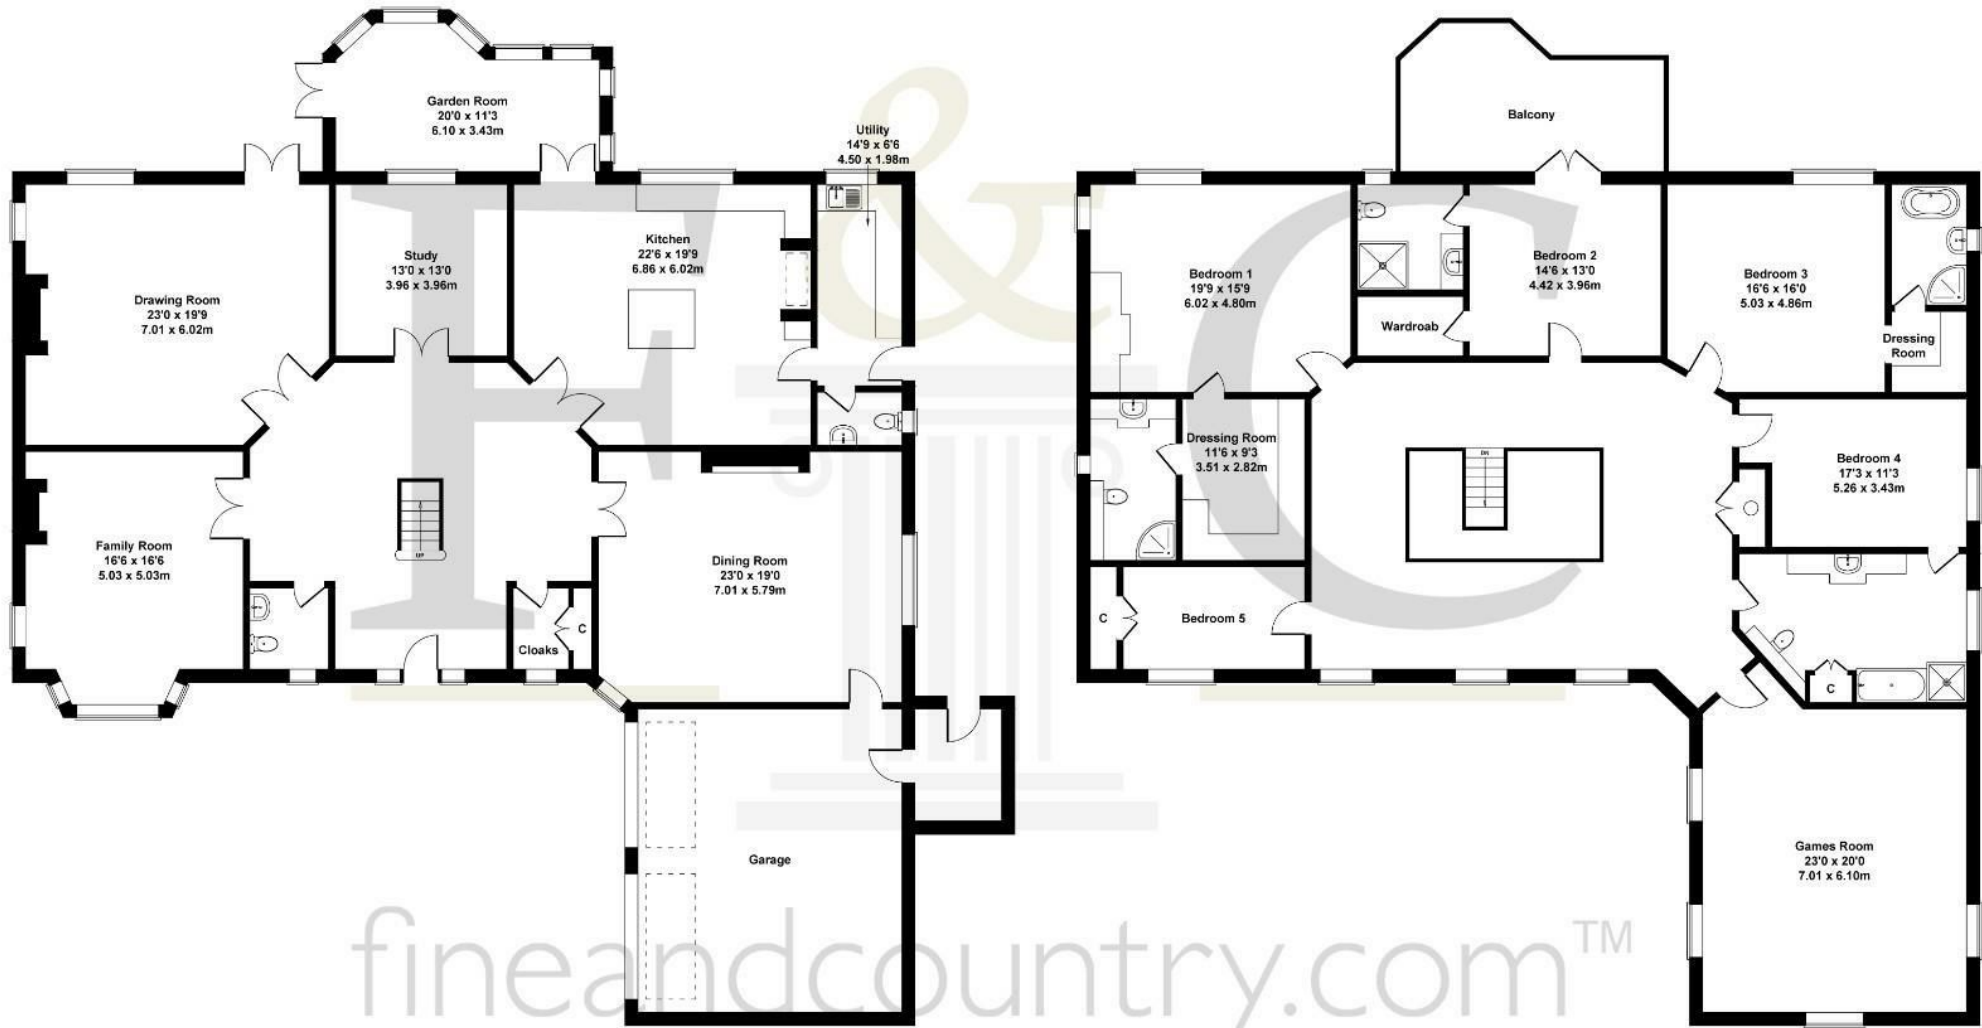 Garden Room
20'0 x 11'3
6.10 x 3.43m
Utility
14'9 x 6'6
4.50 x 1.98m
Drawing Room
23'0 x 19'9
7.01 x 6.02m
Study
13'0 x 13'0
3.96 x 3.96m
Kitchen
22'6 x 19'9
6.86 x 6.02m
Family Room
16'6 x 16'6
5.03 x 5.03m
UP
Cloaks
C
Dining Room
23'0 x 19'0
7.01 x 5.79m
Garage
Balcony
Bedroom 1
19'9 x 15'9
6.02 x 4.80m
Wardroab
Bedroom 2
14'6 x 13'0
4.42 x 3.96m
Bedroom 3
16'6 x 16'0
5.03 x 4.86m
Dressing
Room
Dressing Room
11'6 x 9'3
3.51 x 2.82m
DN
Bedroom 4
17'3 x 11'3
5.26 x 3.43m
C
Bedroom 5
C
Games Room
23'0 x 20'0
7.01 x 6.10m
F & C
fineandcountry.com™